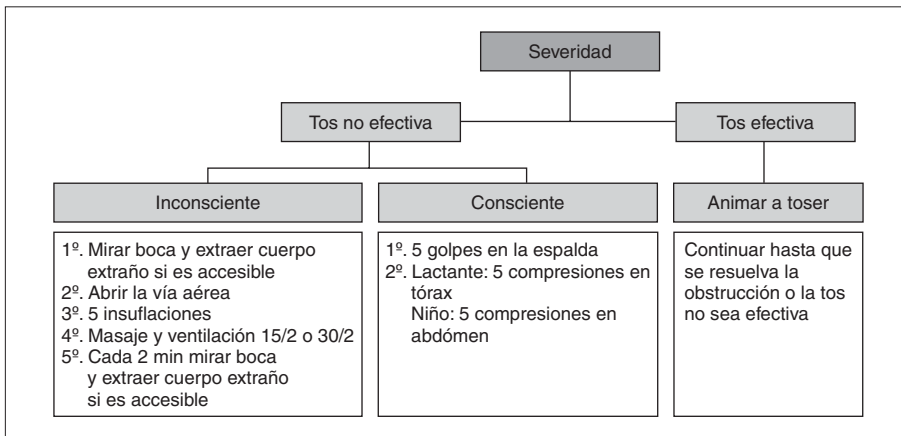 Severidad
Tos no efectiva
Tos efectiva
Inconsciente
Consciente
Animar a toser
1º. Mirar boca y extraer cuerpo
extraño si es accesible
2º. Abrir la vía aérea
3º. 5 insuflaciones
4º. Masaje y ventilación 15/2 o 30/2
5º. Cada 2 min mirar boca
y extraer cuerpo extraño
si es accesible
1º. 5 golpes en la espalda
2º. Lactante: 5 compresiones en
tórax
Niño: 5 compresiones en
abdómen
Continuar hasta que
se resuelva la
obstrucción o la tos
no sea efectiva